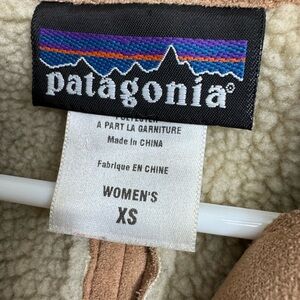 patagonia®
POLYESTER
A PART LA GARNITURE
Made in CHINA
Fabriqué EN CHINE
WOMEN'S
XS